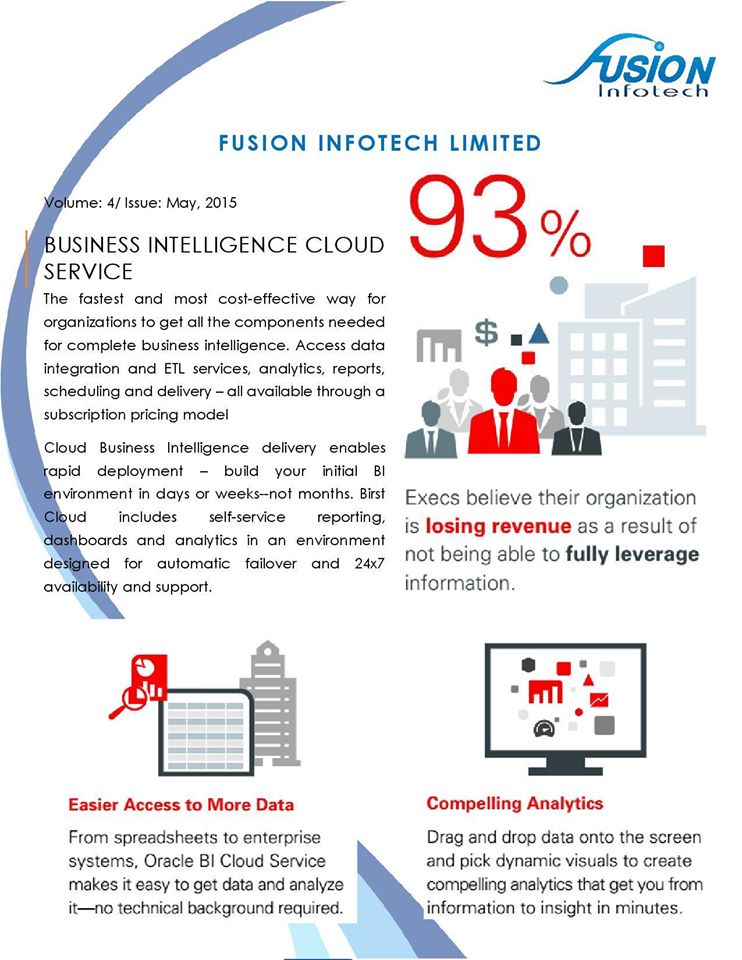 FUSION
Infotech
FUSION INFOTECH LIMITED
Volume: 4/ Issue: May, 2015
BUSINESS INTELLIGENCE CLOUD
SERVICE
The fastest and most cost-effective way for
organizations to get all the components needed
for complete business intelligence. Access data
integration and ETL services, analytics, reports,
scheduling and delivery – all available through a
subscription pricing model
Cloud Business Intelligence delivery enables
rapid deployment – build your initial BI
environment in days or weeks--not months. Birst
Cloud includes self-service reporting,
dashboards and analytics in an environment
designed for automatic failover and 24x7
availability and support.
93%
$
Execs believe their organization
is losing revenue as a result of
not being able to fully leverage
information.
Easier Access to More Data
From spreadsheets to enterprise
systems, Oracle BI Cloud Service
makes it easy to get data and analyze
it—no technical background required.
Compelling Analytics
Drag and drop data onto the screen
and pick dynamic visuals to create
compelling analytics that get you from
information to insight in minutes.